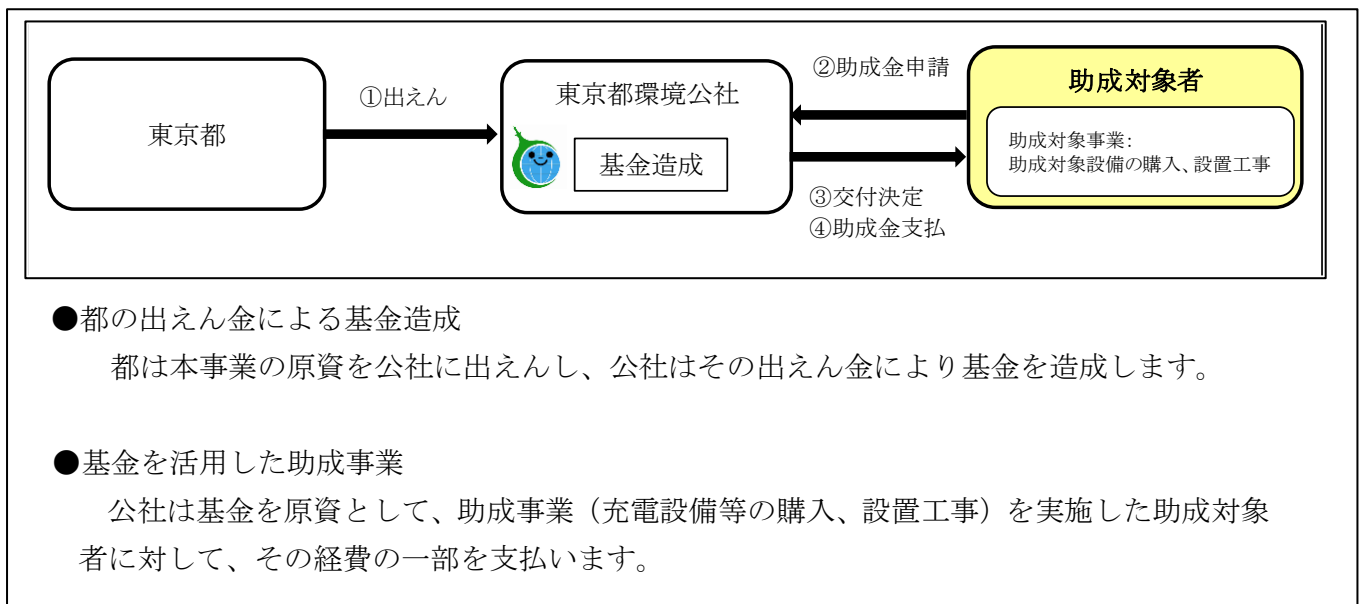 東京都
①出えん
東京都環境公社
基金造成
②助成金申請
③交付決定
④助成金支払
助成対象者
助成対象事業：
助成対象設備の購入、設置工事
●都の出えん金による基金造成
都は本事業の原資を公社に出えんし、公社はその出えん金により基金を造成します。
●基金を活用した助成事業
公社は基金を原資として、助成事業（充電設備等の購入、設置工事）を実施した助成対象
者に対して、その経費の一部を支払います。